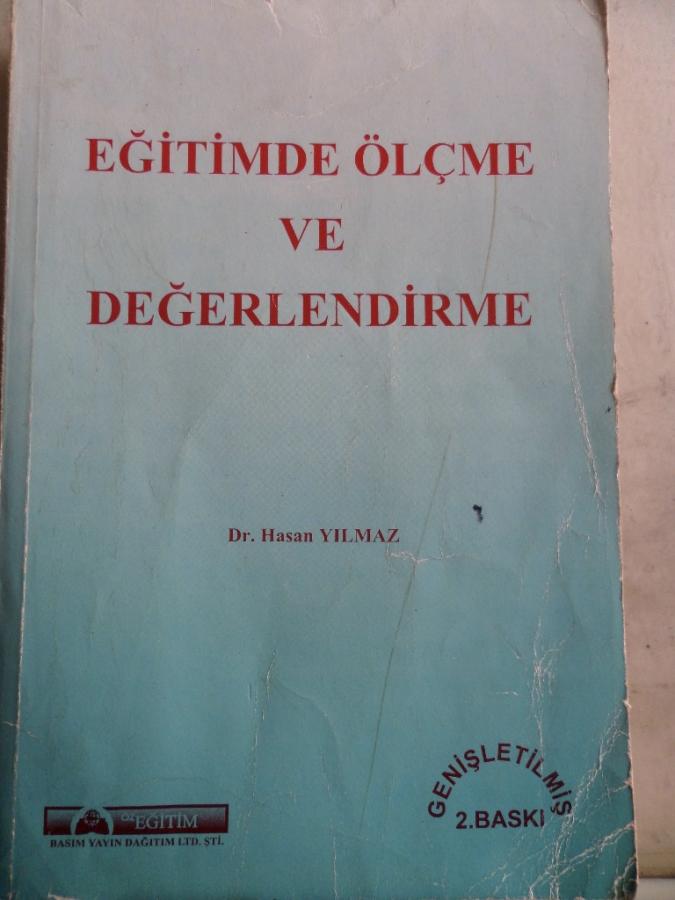 EĞİTİMDE ÖLÇME
VE
DEĞERLENDİRME
Dr. Hasan YILMAZ
GENİŞLETİLMİŞ
2.BASKI
ÖZEĞİTİM
BASIM YAYIN DAĞITIM LTD. ŞTİ.